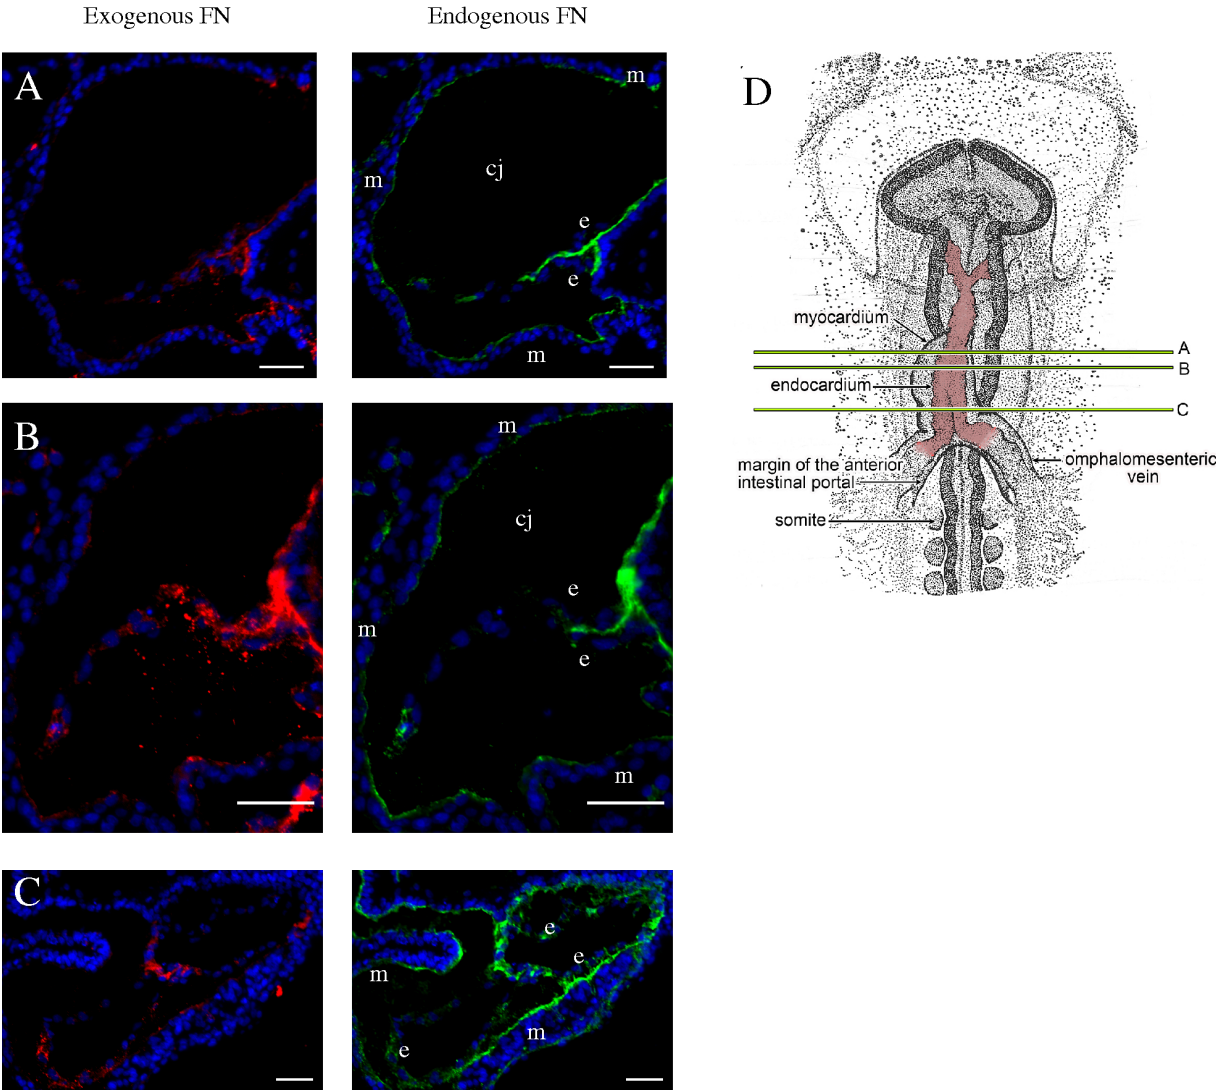 Exogenous FN
Endogenous FN
A
m
cj
m
e
e
m
B
m
cj
e
m
e
m
C
e
e
m
m
e
D
myocardium
A
B
endocardium
C
margin of the anterior
intestinal portal
omphalomesenteric
vein
somite